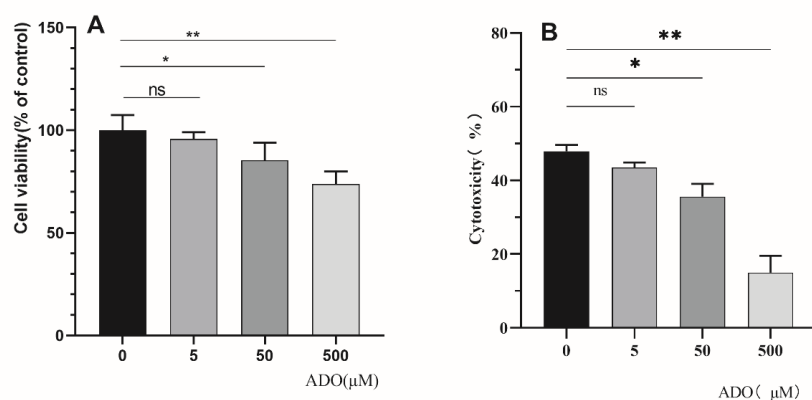 A
Cell viability(% of control)
150
100
50
0
**
*
ns
0 5 50 500
ADO(μM)
B
Cytotoxicity( %)
80
60
40
20
0
**
*
ns
0 5 50 500
ADO( μM)